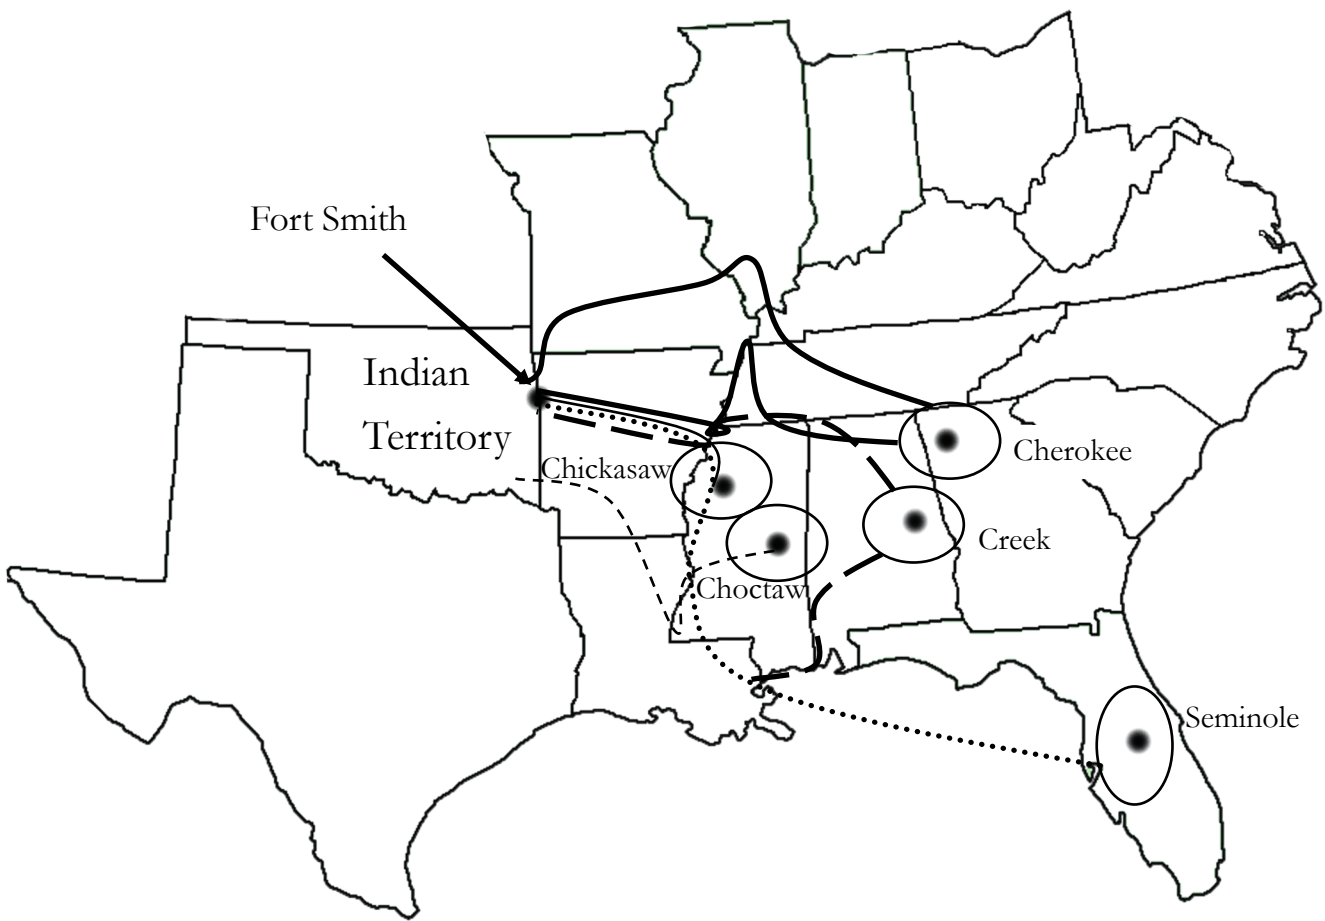 Fort Smith
Indian
Territory
Chickasaw
Cherokee
Creek
Choctaw
Seminole